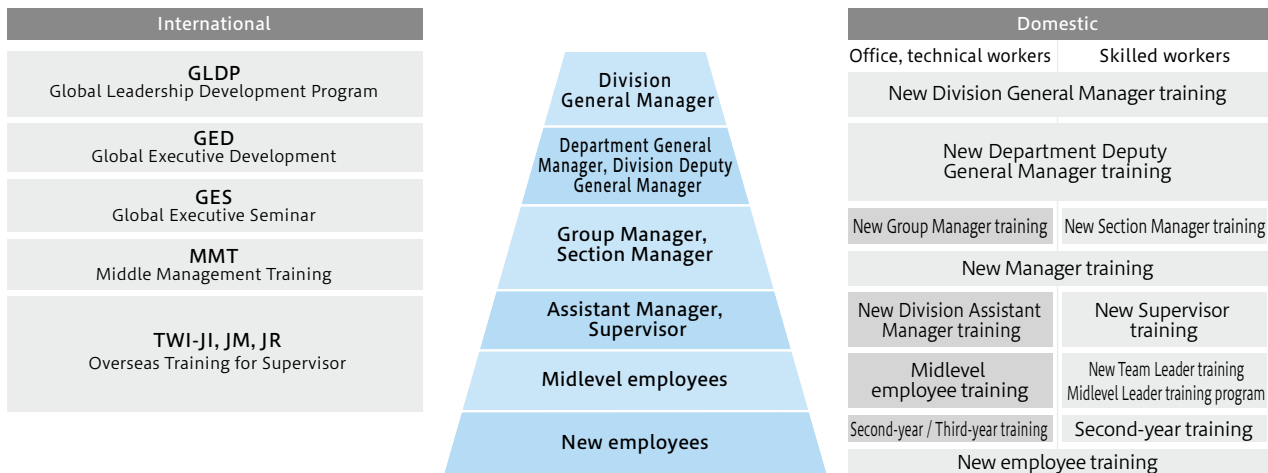 International
GLDP
Global Leadership Development Program
GED
Global Executive Development
GES
Global Executive Seminar
MMT
Middle Management Training
TWI-JI, JM, JR
Overseas Training for Supervisor
Division
General Manager
Department General
Manager, Division Deputy
General Manager
Group Manager,
Section Manager
Assistant Manager,
Supervisor
Midlevel employees
New employees
Domestic
Office, technical workers
Skilled workers
New Division General Manager training
New Department Deputy
General Manager training
New Group Manager training
New Section Manager training
New Manager training
New Division Assistant
Manager training
New Supervisor
training
Midlevel
employee training
New Team Leader training
Midlevel Leader training program
Second-year / Third-year training
Second-year training
New employee training